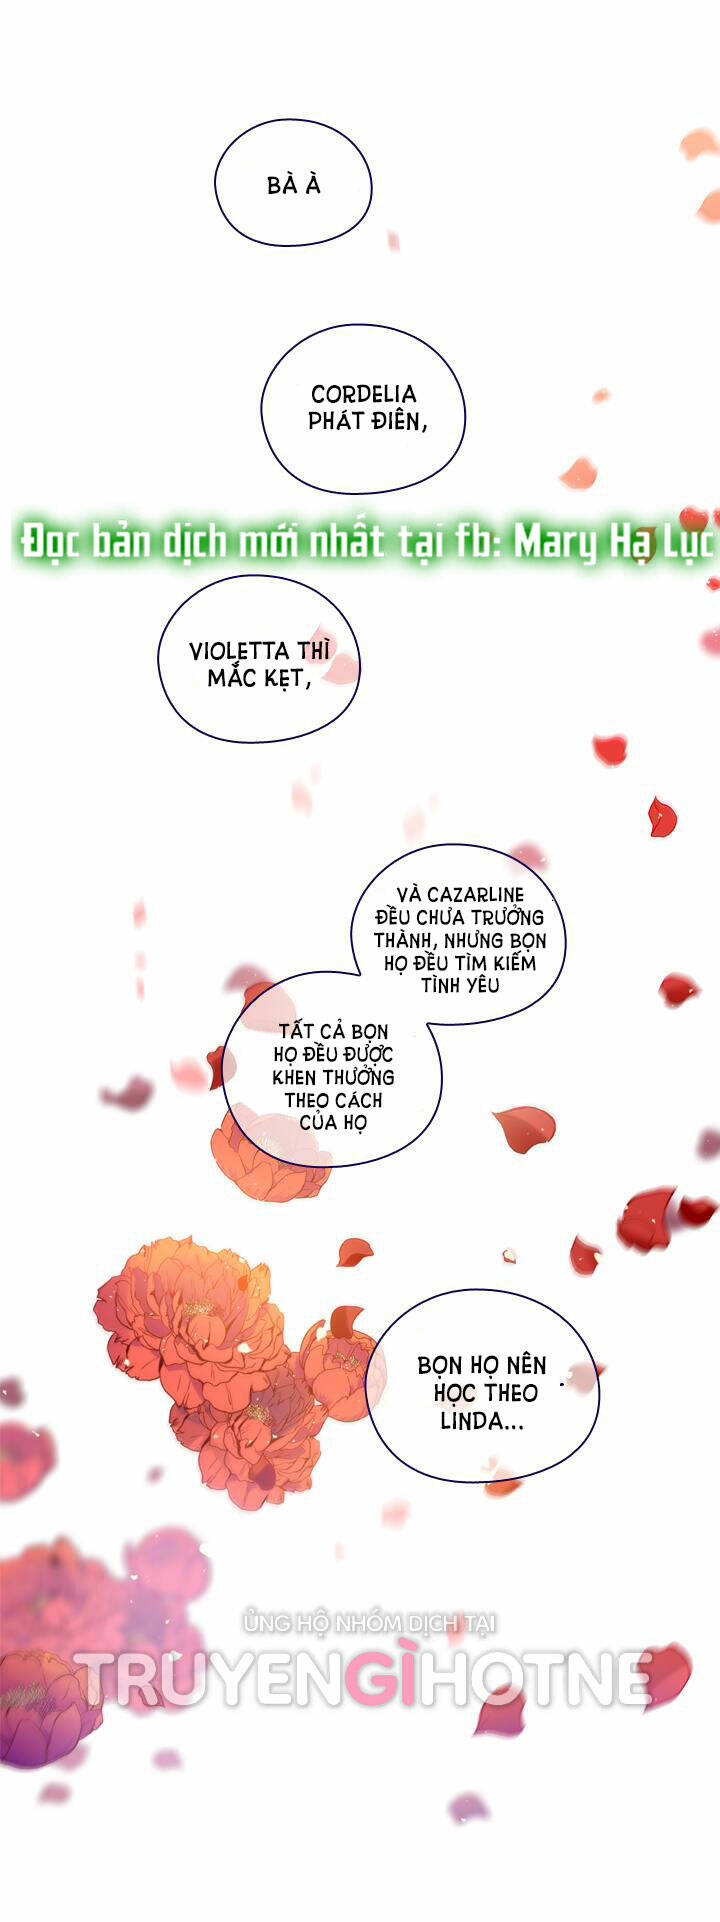 BÀ À
CORDELIA
PHÁT ĐIÊN,
Đọc bản dịch mới nhất tại fb: Mary Hạ Lục
VIOLETTA THÌ
MẮC KẸT,
VÀ CAZARLINE
ĐỀU CHƯA TRƯỞNG
THÀNH, NHƯNG BỌN
HỌ ĐỀU TÌM KIẾM
TÌNH YÊU
TẤT CẢ BỌN
HỌ ĐỀU ĐƯỢC
KHEN THƯỞNG
THEO CÁCH
CỦA HỌ
BỌN HỌ NÊN
HỌC THEO
LINDA...
ỦNG HỘ NHÓM DỊCH TẠI
TRUYENGÌHOTNE